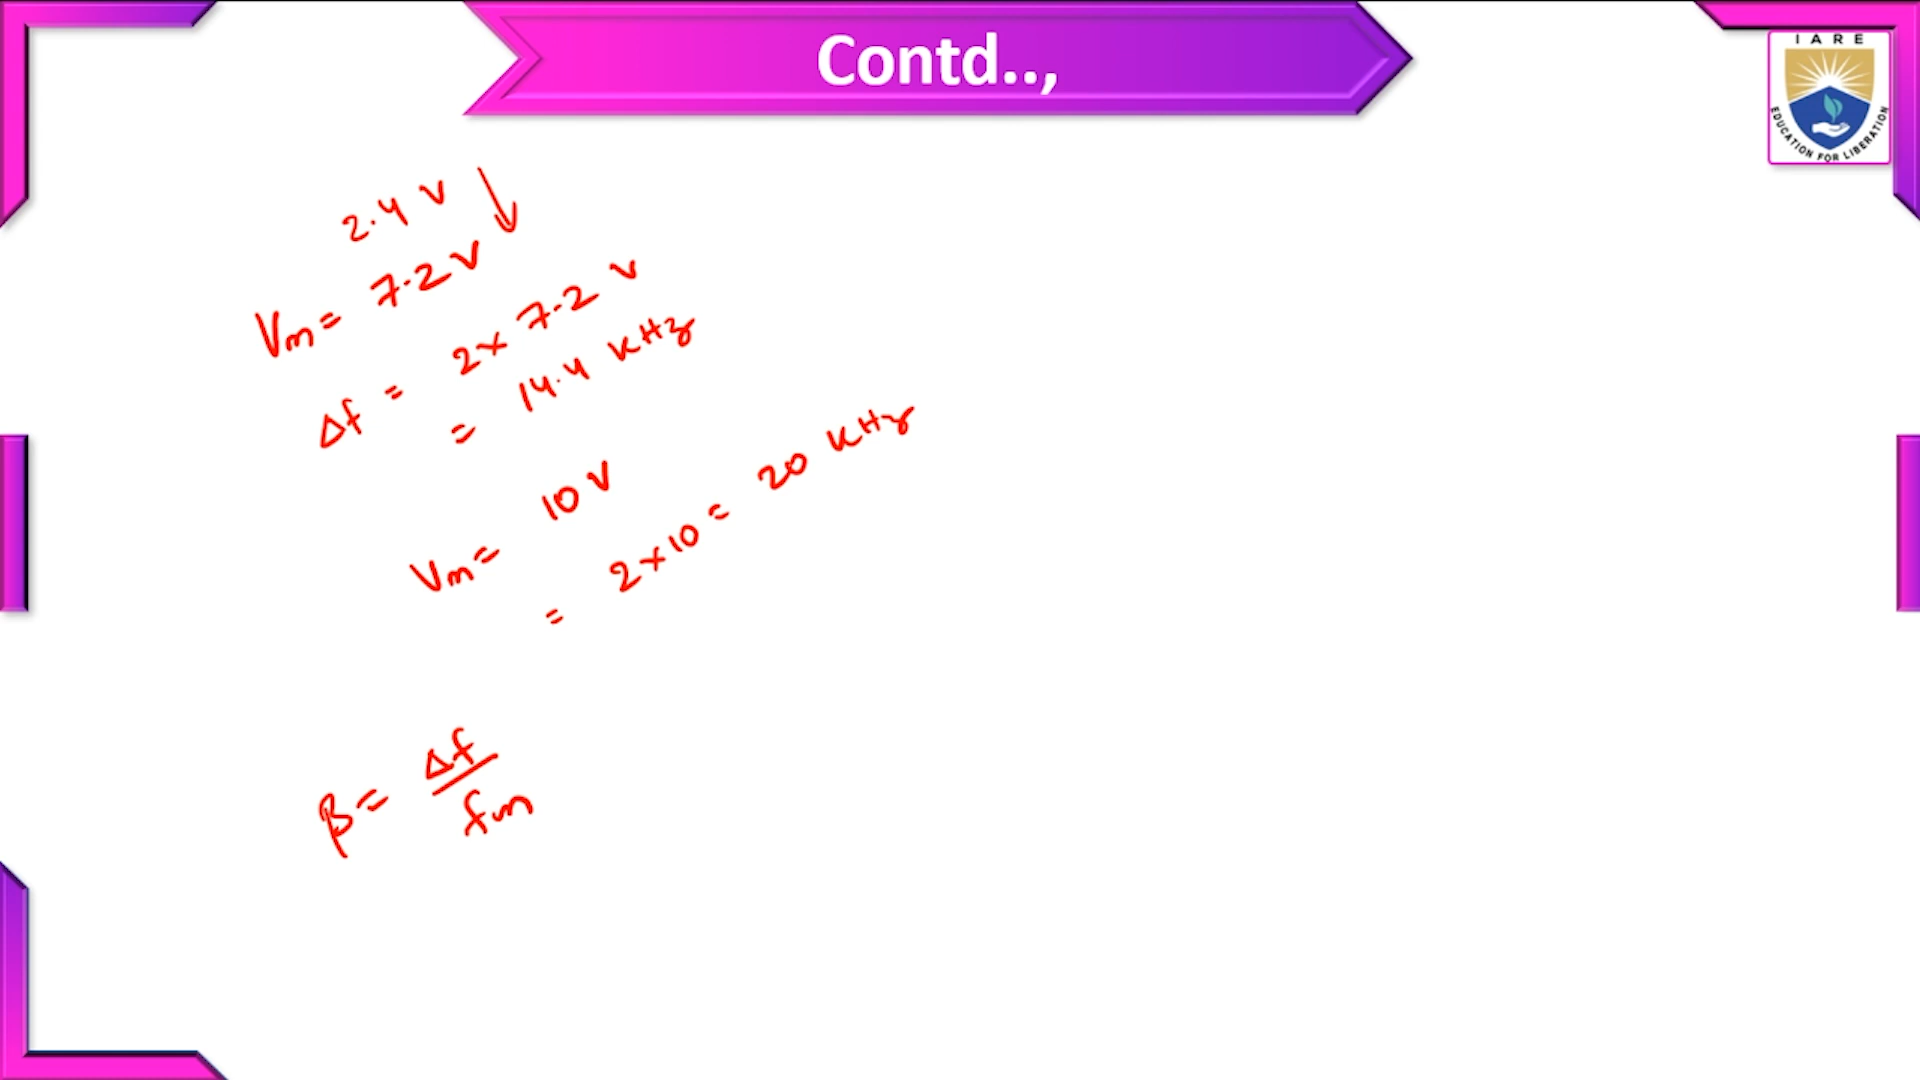 Contd..,
IARE
EDUCATION FOR LIBERATION
2.4 V
Vm = 7.2 V
Δf = 2 × 7.2 V
= 14.4 KHz
Vm = 10 V
= 2 × 10 = 20 KHz
β = Δf
fm